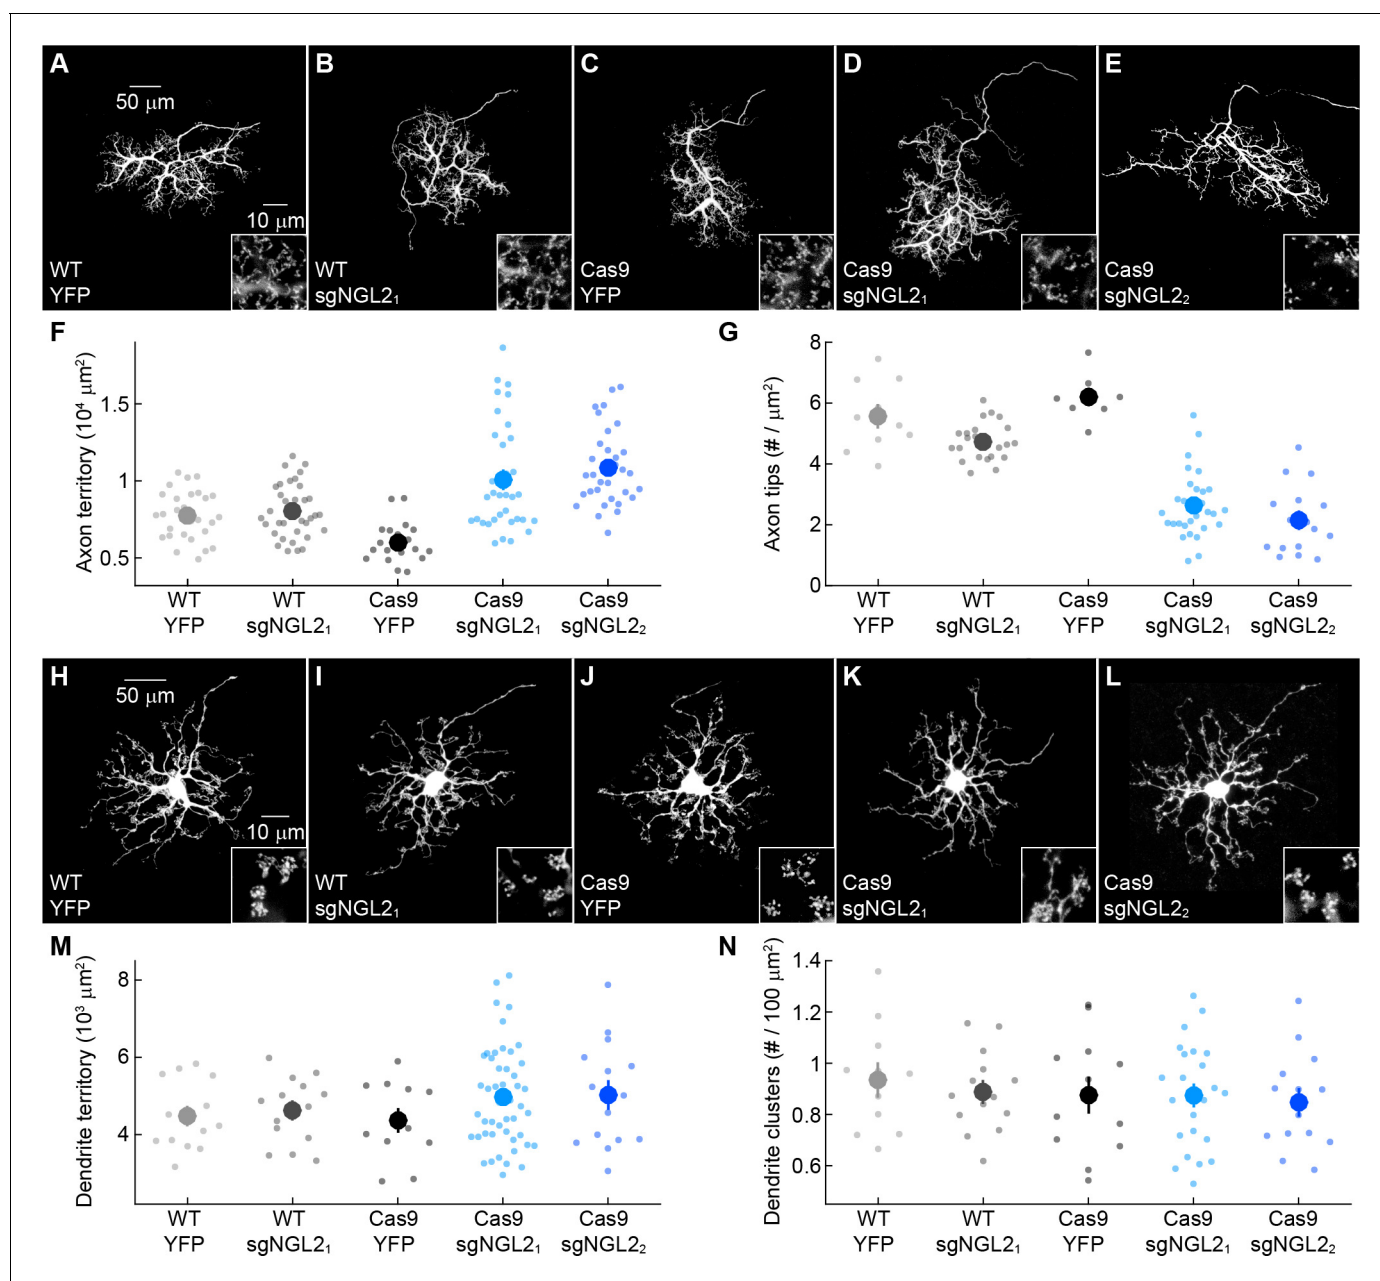 A
50 μm
10 μm
WT
YFP
B
WT
sgNGL2₁
C
Cas9
YFP
D
Cas9
sgNGL2₁
E
Cas9
sgNGL2₂
F
Axon territory (10⁴ μm²)
1.5
1
0.5
WT
YFP
WT
sgNGL2₁
Cas9
YFP
Cas9
sgNGL2₁
Cas9
sgNGL2₂
G
Axon tips (# / μm²)
8
6
4
2
0
WT
YFP
WT
sgNGL2₁
Cas9
YFP
Cas9
sgNGL2₁
Cas9
sgNGL2₂
H
50 μm
10 μm
WT
YFP
I
WT
sgNGL2₁
J
Cas9
YFP
K
Cas9
sgNGL2₁
L
Cas9
sgNGL2₂
M
Dendrite territory (10³ μm²)
8
6
4
WT
YFP
WT
sgNGL2₁
Cas9
YFP
Cas9
sgNGL2₁
Cas9
sgNGL2₂
N
Dendrite clusters (# / 100 μm²)
1.4
1.2
1
0.8
0.6
WT
YFP
WT
sgNGL2₁
Cas9
YFP
Cas9
sgNGL2₁
Cas9
sgNGL2₂